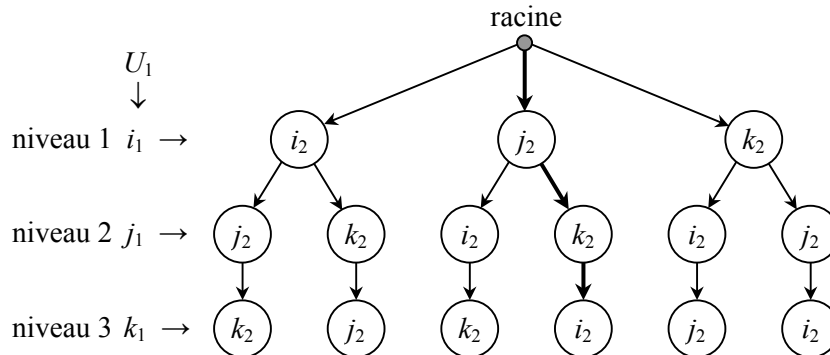 racine
U₁
↓
niveau 1 i₁ → i₂ j₂ k₂
niveau 2 j₁ → j₂ k₂ i₂ k₂ i₂ j₂
niveau 3 k₁ → k₂ j₂ k₂ i₂ j₂ i₂